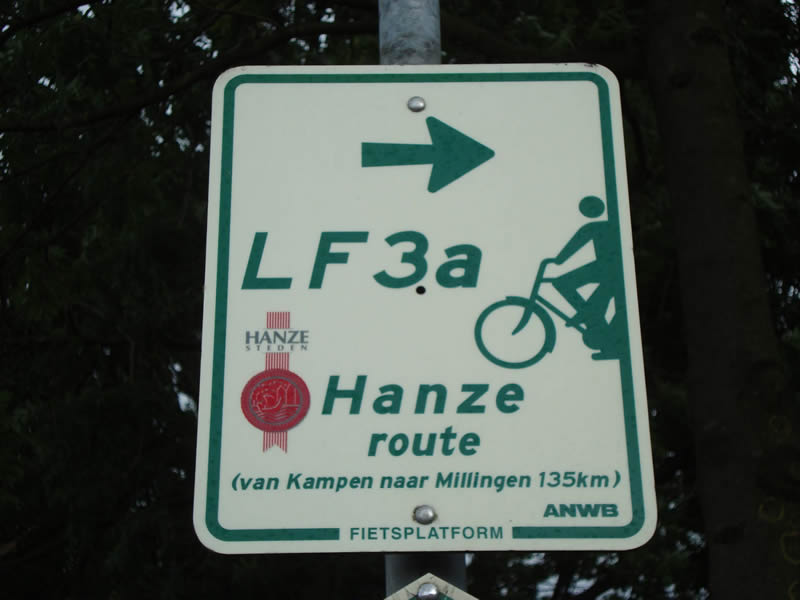 LF3a
HANZE
STEDEN
Hanze
route
(van Kampen naar Millingen 135km)
ANWB
FIETSPLATFORM